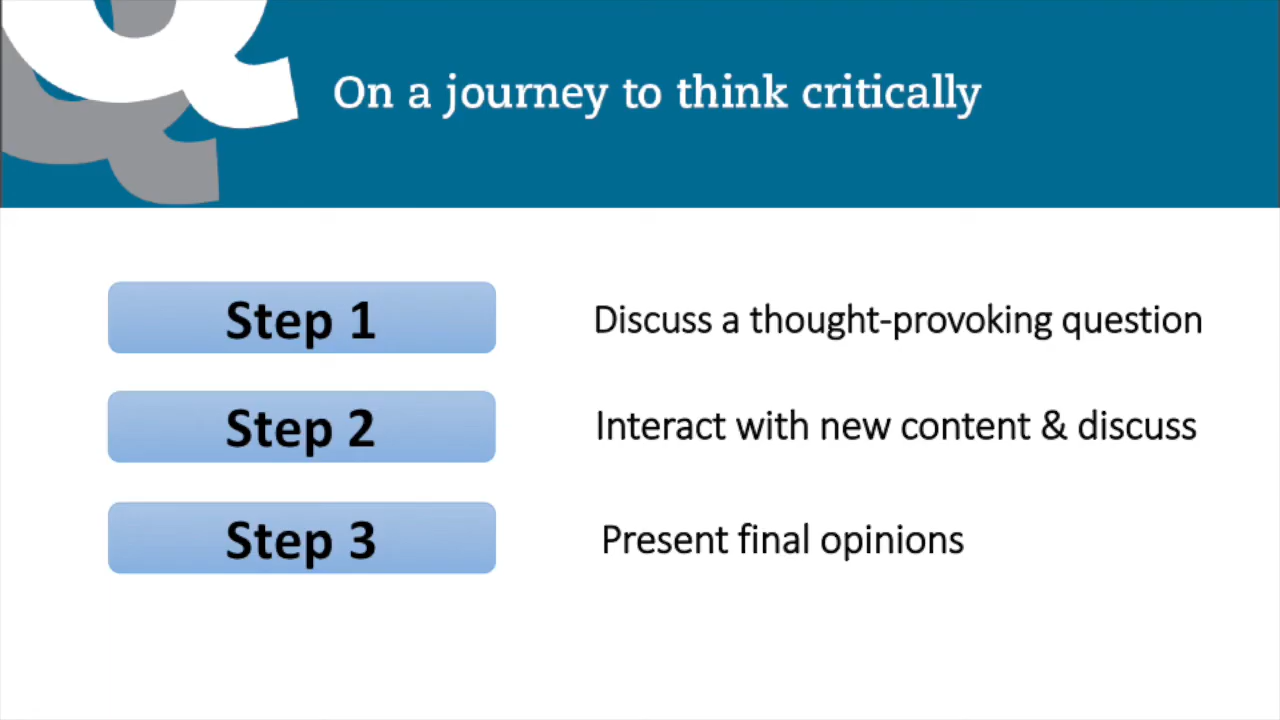 On a journey to think critically
Step 1
Discuss a thought-provoking question
Step 2
Interact with new content & discuss
Step 3
Present final opinions